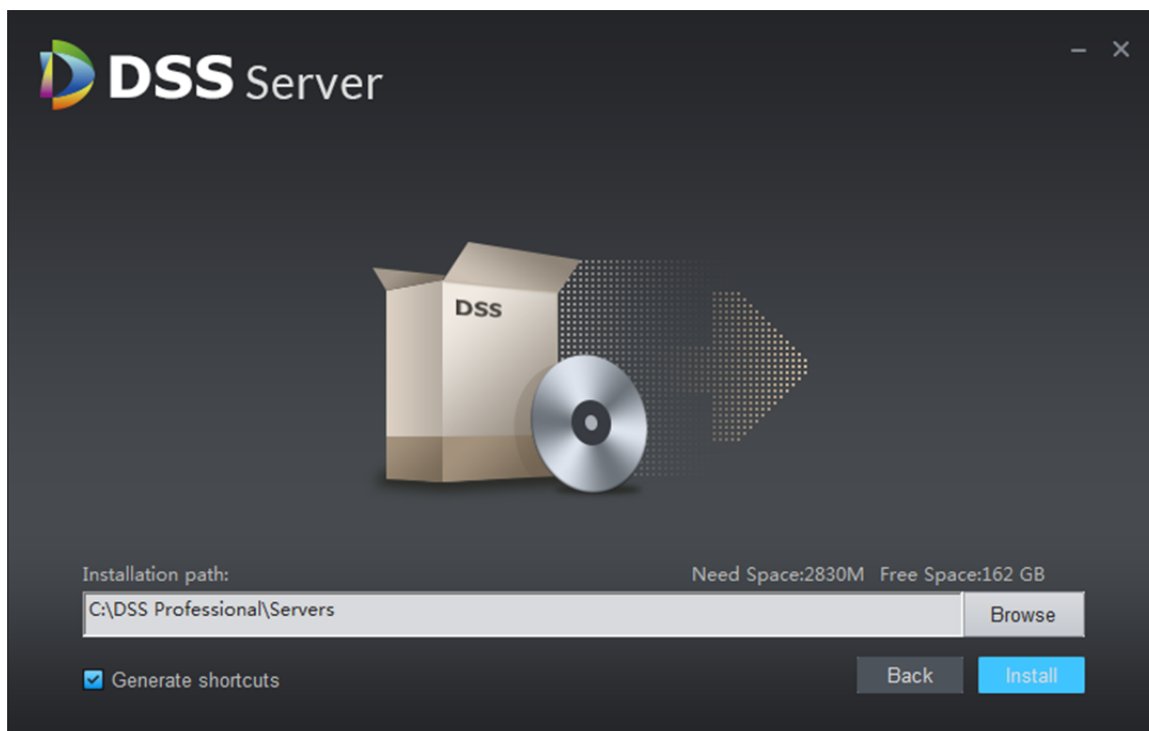 DSS Server
DSS
Installation path:
Need Space:2830M Free Space:162 GB
C:\DSS Professional\Servers
Browse
Generate shortcuts
Back
Install